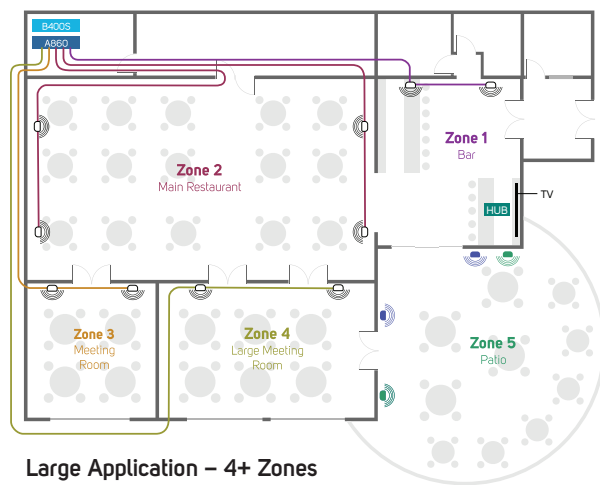 B400S
A860
Zone 1
Bar
Zone 2
Main Restaurant
HUB
TV
Zone 3
Meeting
Room
Zone 4
Large Meeting
Room
Zone 5
Patio
Large Application – 4+ Zones